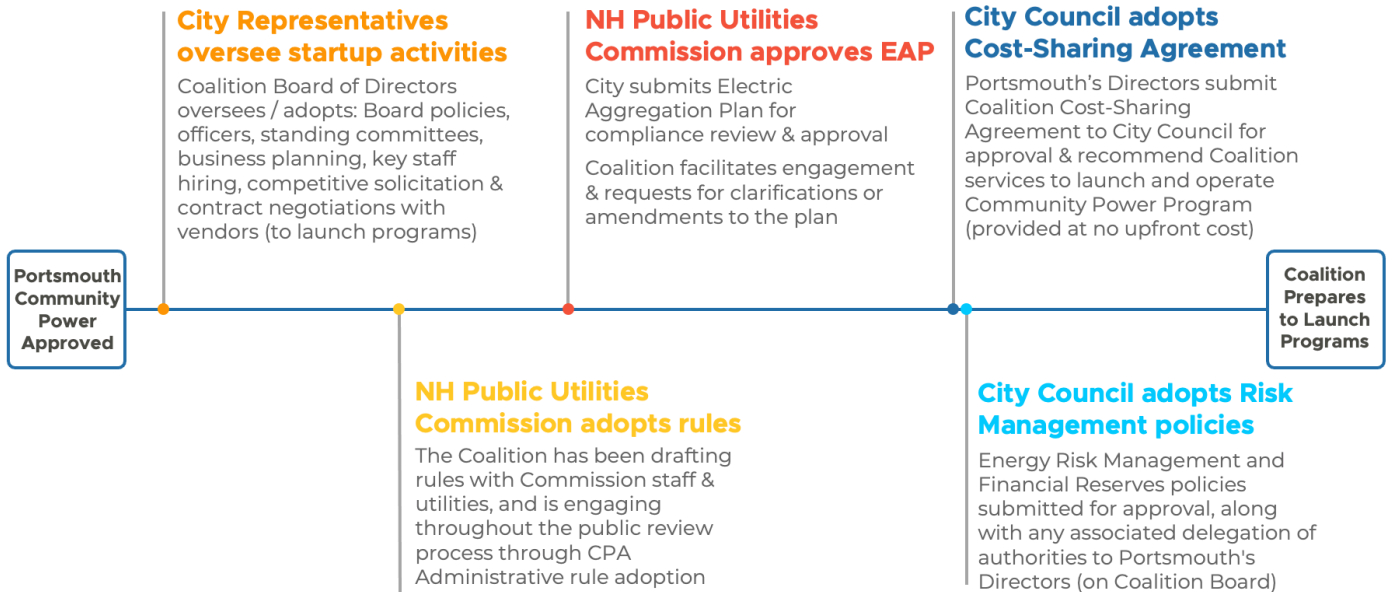 Portsmouth
Community
Power
Approved
City Representatives
oversee startup activities
Coalition Board of Directors
oversees / adopts: Board policies,
officers, standing committees,
business planning, key staff
hiring, competitive solicitation &
contract negotiations with
vendors (to launch programs)
NH Public Utilities
Commission adopts rules
The Coalition has been drafting
rules with Commission staff &
utilities, and is engaging
throughout the public review
process through CPA
Administrative rule adoption
NH Public Utilities
Commission approves EAP
City submits Electric
Aggregation Plan for
compliance review & approval
Coalition facilitates engagement
& requests for clarifications or
amendments to the plan
City Council adopts
Cost-Sharing Agreement
Portsmouth's Directors submit
Coalition Cost-Sharing
Agreement to City Council for
approval & recommend Coalition
services to launch and operate
Community Power Program
(provided at no upfront cost)
City Council adopts Risk
Management policies
Energy Risk Management and
Financial Reserves policies
submitted for approval, along
with any associated delegation of
authorities to Portsmouth's
Directors (on Coalition Board)
Coalition
Prepares
to Launch
Programs